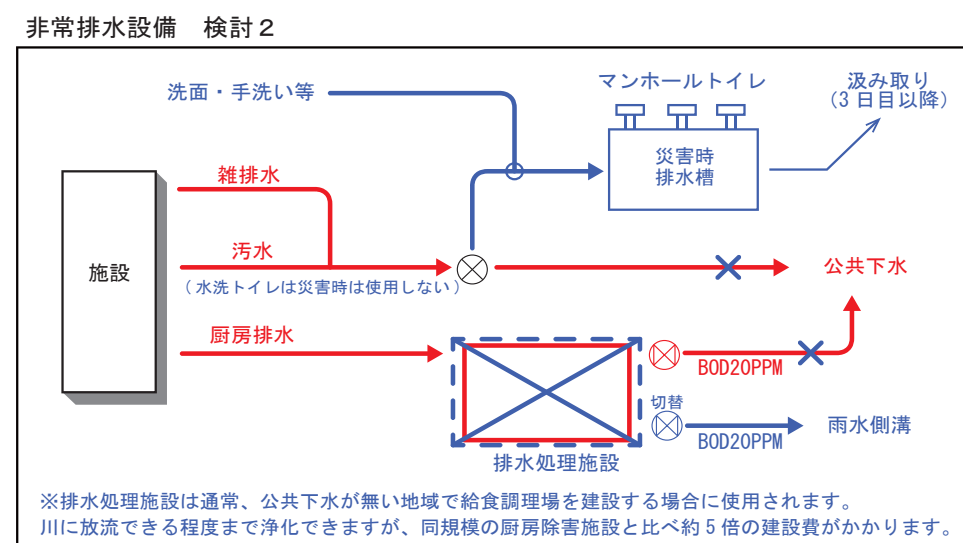 非常排水設備　検討２
洗面・手洗い等
マンホールトイレ
汲み取り
（3日目以降）
災害時
排水槽
雑排水
汚水
（水洗トイレは災害時は使用しない）
施設
公共下水
厨房排水
BOD20PPM
切替
BOD20PPM
雨水側溝
排水処理施設
※排水処理施設は通常、公共下水が無い地域で給食調理場を建設する場合に使用されます。
川に放流できる程度まで浄化できますが、同規模の厨房除害施設と比べ約５倍の建設費がかかります。